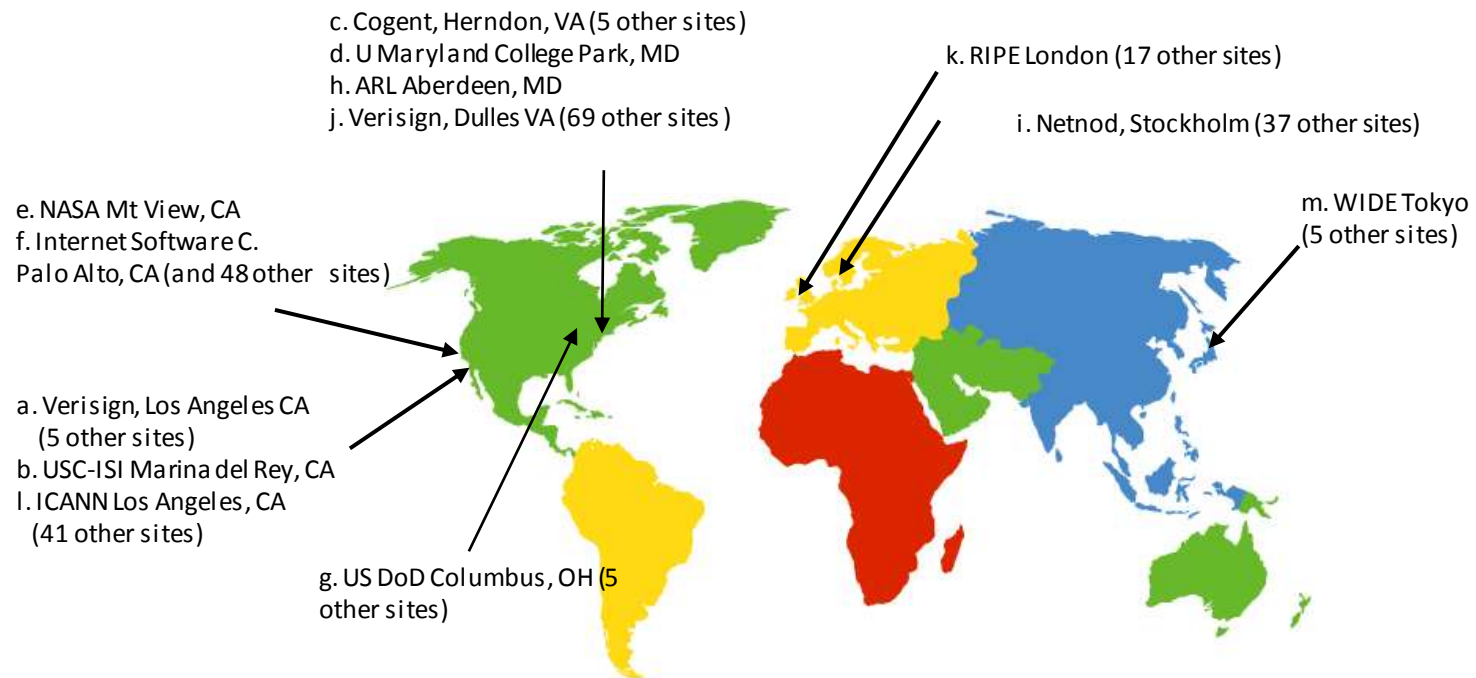 c. Cogent, Herndon, VA (5 other sites)
d. U Maryland College Park, MD
h. ARL Aberdeen, MD
j. Verisign, Dulles VA (69 other sites )
k. RIPE London (17 other sites)
i. Netnod, Stockholm (37 other sites)
e. NASA Mt View, CA
f. Internet Software C.
Palo Alto, CA (and 48 other sites)
m. WIDE Tokyo
(5 other sites)
a. Verisign, Los Angeles CA
(5 other sites)
b. USC-ISI Marina del Rey, CA
l. ICANN Los Angeles, CA
(41 other sites)
g. US DoD Columbus, OH (5
other sites)